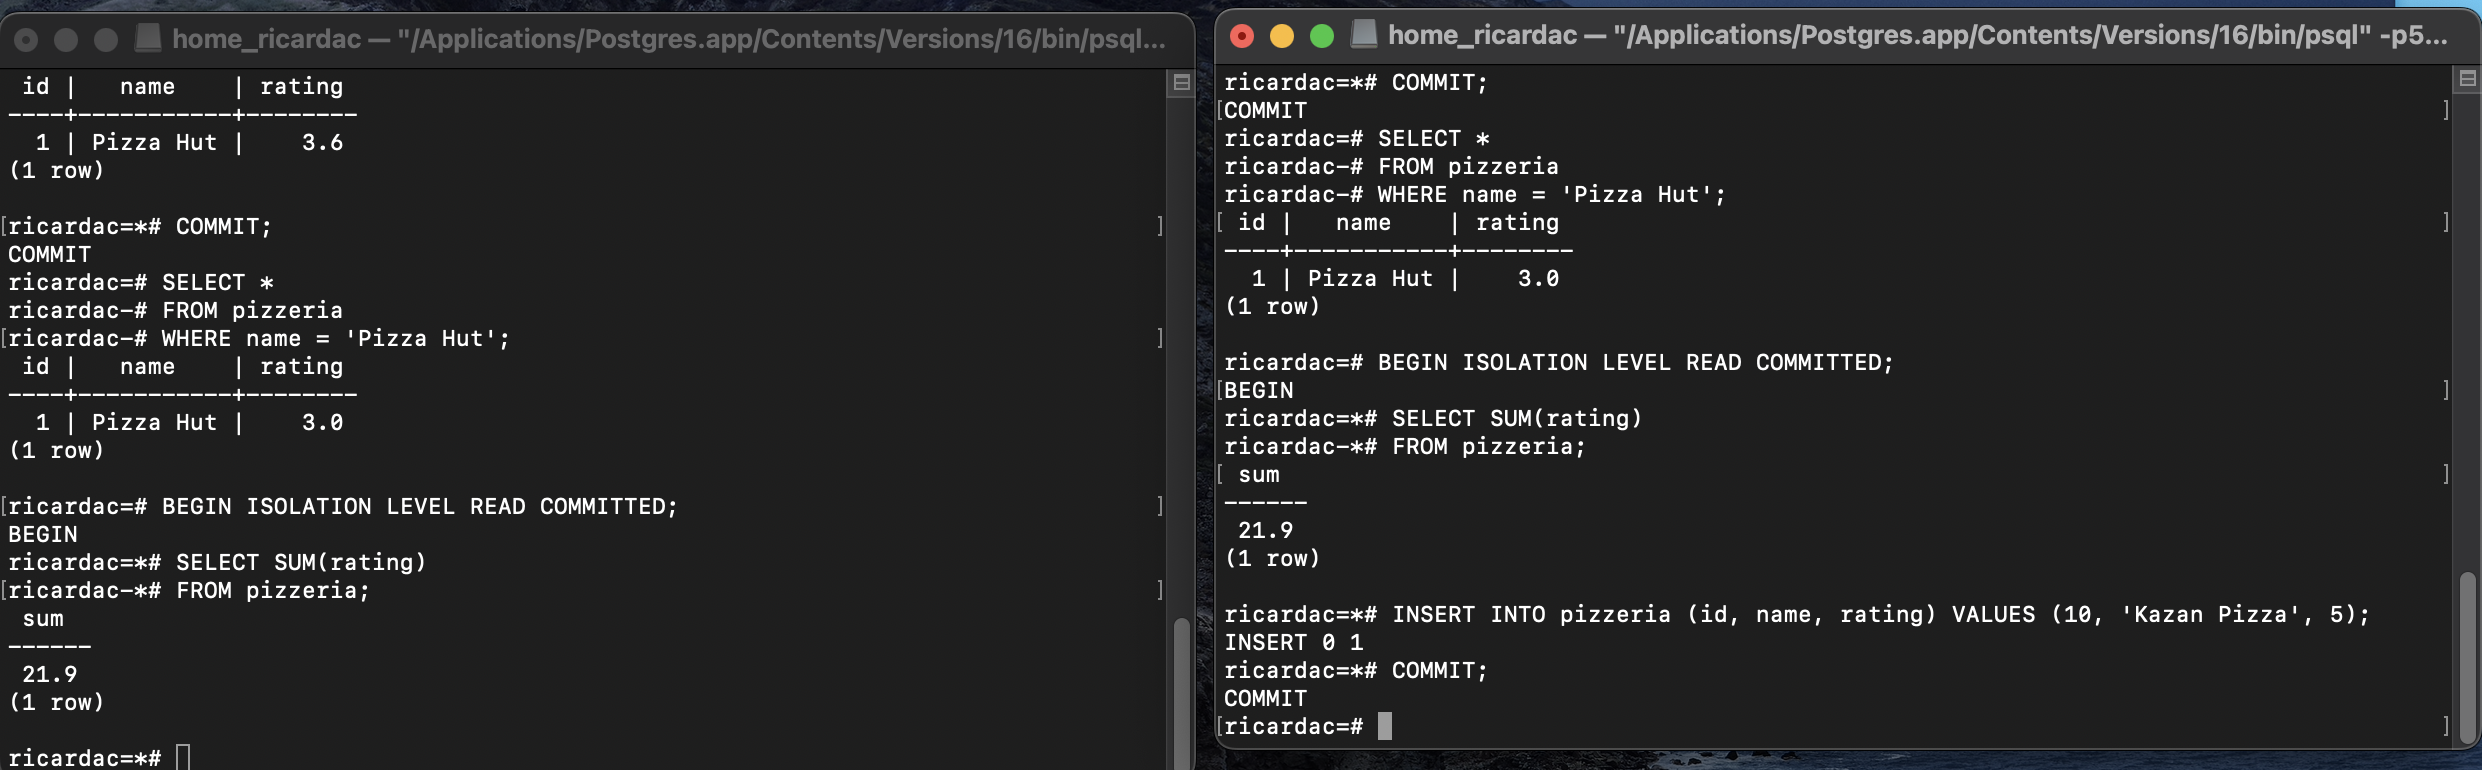 home_ricardac — "/Applications/Postgres.app/Contents/Versions/16/bin/psql...
 id |   name    | rating
----+-----------+--------
  1 | Pizza Hut |    3.6
(1 row)

[ricardac=*# COMMIT; ]
COMMIT
ricardac=# SELECT *
ricardac-# FROM pizzeria
[ricardac-# WHERE name = 'Pizza Hut'; ]
 id |   name    | rating
----+-----------+--------
  1 | Pizza Hut |    3.0
(1 row)

[ricardac=# BEGIN ISOLATION LEVEL READ COMMITTED; ]
BEGIN
ricardac=*# SELECT SUM(rating)
[ricardac-*# FROM pizzeria; ]
 sum
------
 21.9
(1 row)

ricardac=*#
home_ricardac — "/Applications/Postgres.app/Contents/Versions/16/bin/psql" -p5...
ricardac=*# COMMIT;
[COMMIT ]
ricardac=# SELECT *
ricardac-# FROM pizzeria
ricardac-# WHERE name = 'Pizza Hut';
[ id |   name    | rating ]
----+-----------+--------
  1 | Pizza Hut |    3.0
(1 row)

ricardac=# BEGIN ISOLATION LEVEL READ COMMITTED;
[BEGIN ]
ricardac=*# SELECT SUM(rating)
ricardac-*# FROM pizzeria;
[ sum ]
------
 21.9
(1 row)

ricardac=*# INSERT INTO pizzeria (id, name, rating) VALUES (10, 'Kazan Pizza', 5);
INSERT 0 1
ricardac=*# COMMIT;
COMMIT
[ricardac=# ]